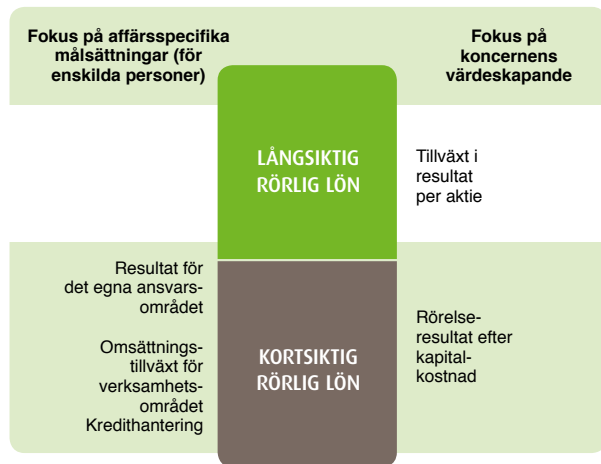 Fokus på affärsspecifika
målsättningar (för
enskilda personer)
Fokus på
koncernens
värdeskapande
LÅNGSIKTIG
RÖRLIG LÖN
Tillväxt i
resultat
per aktie
Resultat för
det egna ansvars-
området
Omsättnings-
tillväxt för
verksamhets-
området
Kredithantering
KORTSIKTIG
RÖRLIG LÖN
Rörelse-
resultat efter
kapital-
kostnad